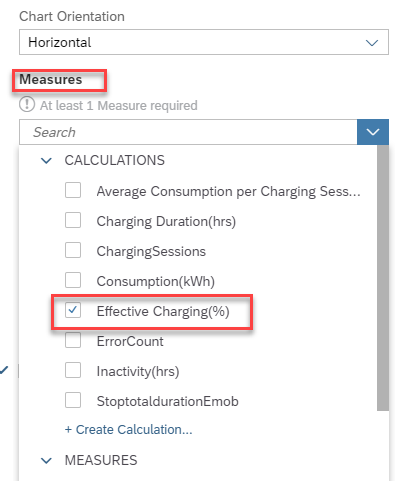 Chart Orientation
Horizontal
Measures
At least 1 Measure required
Search
CALCULATIONS
Average Consumption per Charging Sess...
Charging Duration(hrs)
ChargingSessions
Consumption(kWh)
Effective Charging(%)
ErrorCount
Inactivity(hrs)
StoptotaldurationEmob
+ Create Calculation...
MEASURES